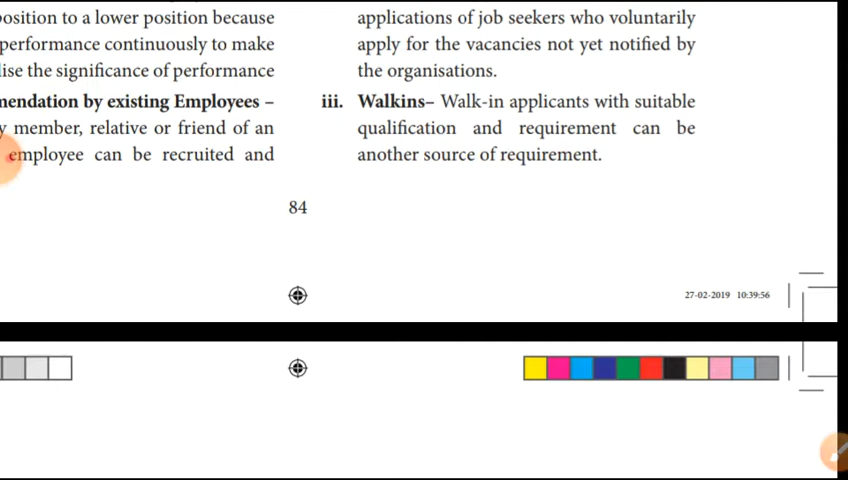 osition to a lower position because
performance continuously to make
ise the significance of performance
endation by existing Employees –
member, relative or friend of an
employee can be recruited and
applications of job seekers who voluntarily
apply for the vacancies not yet notified by
the organisations.
iii. Walkins– Walk-in applicants with suitable
qualification and requirement can be
another source of requirement.
84
27-02-2019 10:39:56